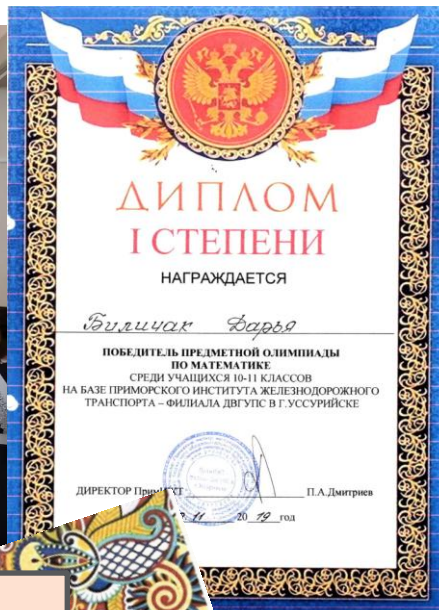 ДИПЛОМ
I СТЕПЕНИ
НАГРАЖДАЕТСЯ
Дарья
ПОБЕДИТЕЛЬ ПРЕДМЕТНОЙ ОЛИМПИАДЫ
ПО МАТЕМАТИКЕ
СРЕДИ УЧАЩИХСЯ 10-11 КЛАССОВ
НА БАЗЕ ПРИМОРСКОГО ИНСТИТУТА ЖЕЛЕЗНОДОРОЖНОГО
ТРАНСПОРТА – ФИЛИАЛА ДВГУПС В Г.УССУРИЙСКЕ
ДИРЕКТОР П.А.Дмитриев
11 20 19 год